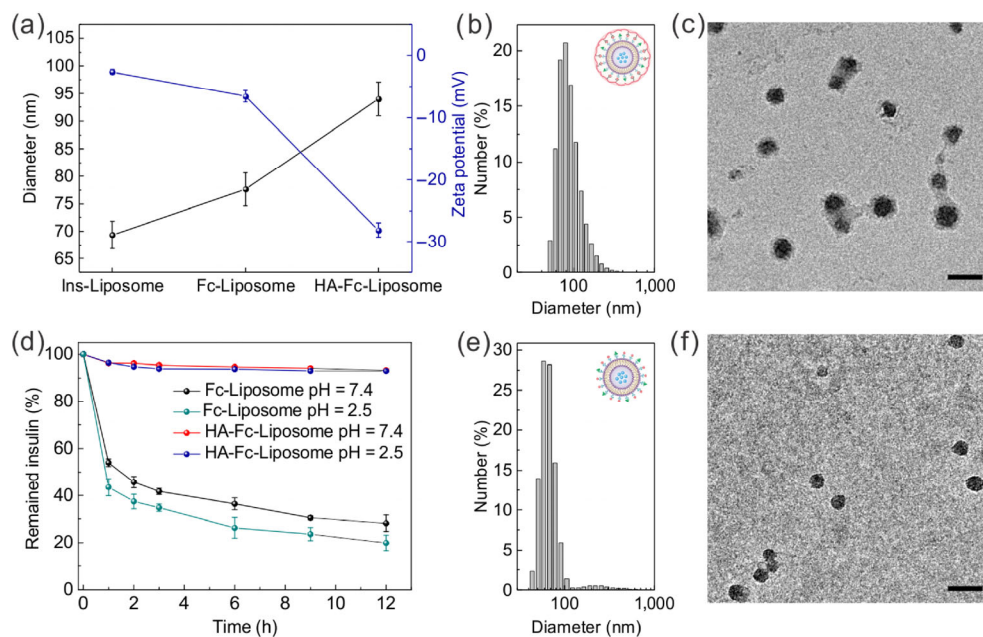 (a)
105
100
95
90
85
80
75
70
65
Diameter (nm)
0
−10
−20
−30
Zeta potential (mV)
Ins-Liposome
Fc-Liposome
HA-Fc-Liposome
(b)
20
15
10
5
0
Number (%)
100
1,000
Diameter (nm)
(c)
(d)
100
80
60
40
20
0
Remained insulin (%)
Fc-Liposome pH = 7.4
Fc-Liposome pH = 2.5
HA-Fc-Liposome pH = 7.4
HA-Fc-Liposome pH = 2.5
0 2 4 6 8 10 12
Time (h)
(e)
30
25
20
15
10
5
0
Number (%)
100
1,000
Diameter (nm)
(f)